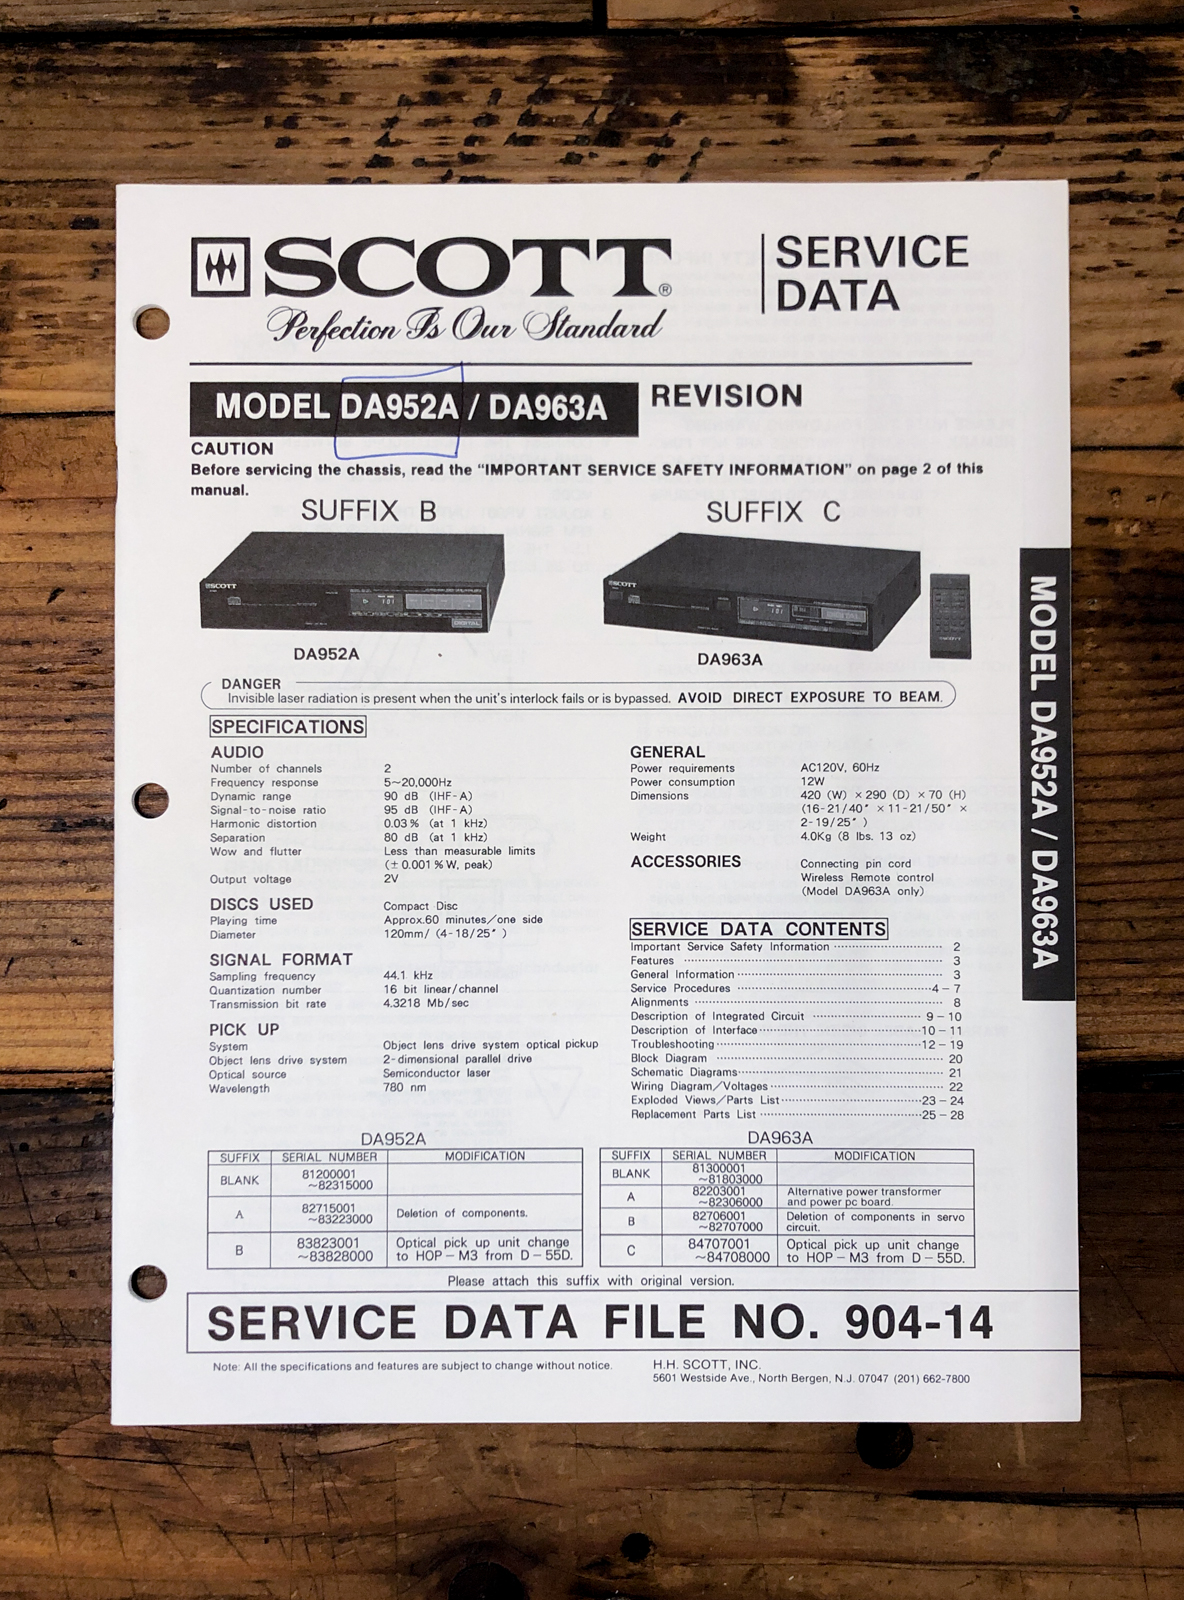 SCOTT®
Perfection Is Our Standard
SERVICE
DATA
MODEL DA952A / DA963A
REVISION
CAUTION
Before servicing the chassis, read the "IMPORTANT SERVICE SAFETY INFORMATION" on page 2 of this
manual.
SUFFIX B
SUFFIX C
SCOTT
DIGITAL
SCOTT
DIGITAL
SCOTT
DA952A
DA963A
MODEL DA952A / DA963A
DANGER
Invisible laser radiation is present when the unit's interlock fails or is bypassed. AVOID DIRECT EXPOSURE TO BEAM.
SPECIFICATIONS
AUDIO
Number of channels 2
Frequency response 5~20,000Hz
Dynamic range 90 dB (IHF-A)
Signal-to-noise ratio 95 dB (IHF-A)
Harmonic distortion 0.03% (at 1 kHz)
Separation 80 dB (at 1 kHz)
Wow and flutter Less than measurable limits
(±0.001%W, peak)
Output voltage 2V
DISCS USED Compact Disc
Playing time Approx.60 minutes/one side
Diameter 120mm/ (4-18/25″)
SIGNAL FORMAT
Sampling frequency 44.1 kHz
Quantization number 16 bit linear/channel
Transmission bit rate 4.3218 Mb/sec
PICK UP
System Object lens drive system optical pickup
Object lens drive system 2-dimensional parallel drive
Optical source Semiconductor laser
Wavelength 780 nm
GENERAL
Power requirements AC120V, 60Hz
Power consumption 12W
Dimensions 420 (W) × 290 (D) × 70 (H)
(16-21/40″ × 11-21/50″ ×
2-19/25″)
Weight 4.0Kg (8 lbs. 13 oz)
ACCESSORIES Connecting pin cord
Wireless Remote control
(Model DA963A only)
SERVICE DATA CONTENTS
Important Service Safety Information 2
Features 3
General Information 3
Service Procedures 4-7
Alignments 8
Description of Integrated Circuit 9-10
Description of Interface 10-11
Troubleshooting 12-19
Block Diagram 20
Schematic Diagrams 21
Wiring Diagram/Voltages 22
Exploded Views/Parts List 23-24
Replacement Parts List 25-28
DA952A
SUFFIX SERIAL NUMBER MODIFICATION
BLANK 81200001
~82315000
A 82715001
~83223000 Deletion of components.
B 83823001
~83828000 Optical pick up unit change
to HOP-M3 from D-55D.
DA963A
SUFFIX SERIAL NUMBER MODIFICATION
BLANK 81300001
~81803000
A 82203001
~82306000 Alternative power transformer
and power pc board.
B 82706001
~82707000 Deletion of components in servo
circuit.
C 84707001
~84708000 Optical pick up unit change
to HOP-M3 from D-55D.
Please attach this suffix with original version.
SERVICE DATA FILE NO. 904-14
Note: All the specifications and features are subject to change without notice.
H.H. SCOTT, INC.
5601 Westside Ave., North Bergen, N.J. 07047 (201) 662-7800